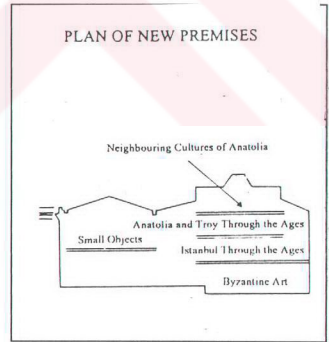 PLAN OF NEW PREMISES
Neighbouring Cultures of Anatolia
Anatolia and Troy Through the Ages
Small Objects
Istanbul Through the Ages
Byzantine Art